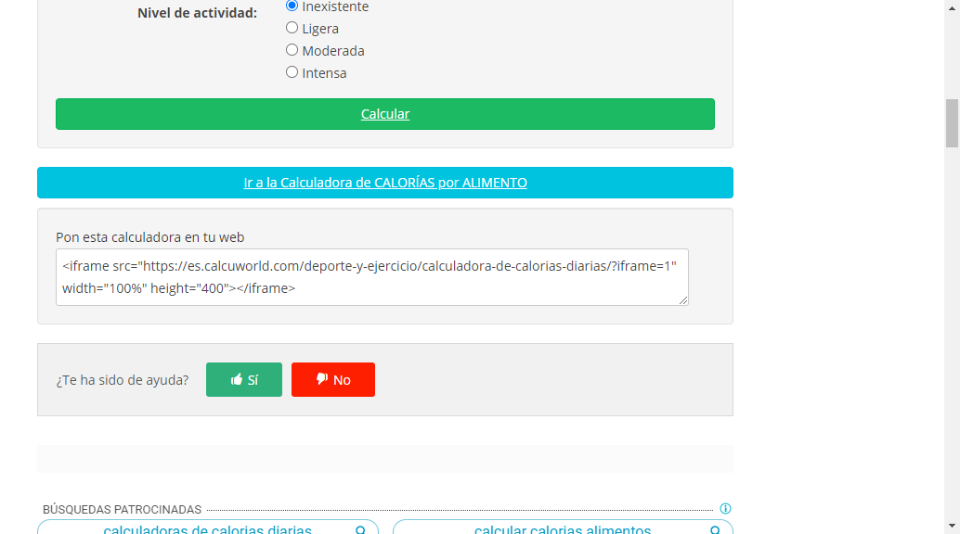 Nivel de actividad:
Inexistente
Ligera
Moderada
Intensa
Calcular
Ir a la Calculadora de CALORÍAS por ALIMENTO
Pon esta calculadora en tu web
<iframe src="https://es.calcuworld.com/deporte-y-ejercicio/calculadora-de-calorias-diarias/?iframe=1"
width="100%" height="400"></iframe>
¿Te ha sido de ayuda?
Sí
No
BÚSQUEDAS PATROCINADAS
calculadoras de calorias diarias
calcular calorias alimentos